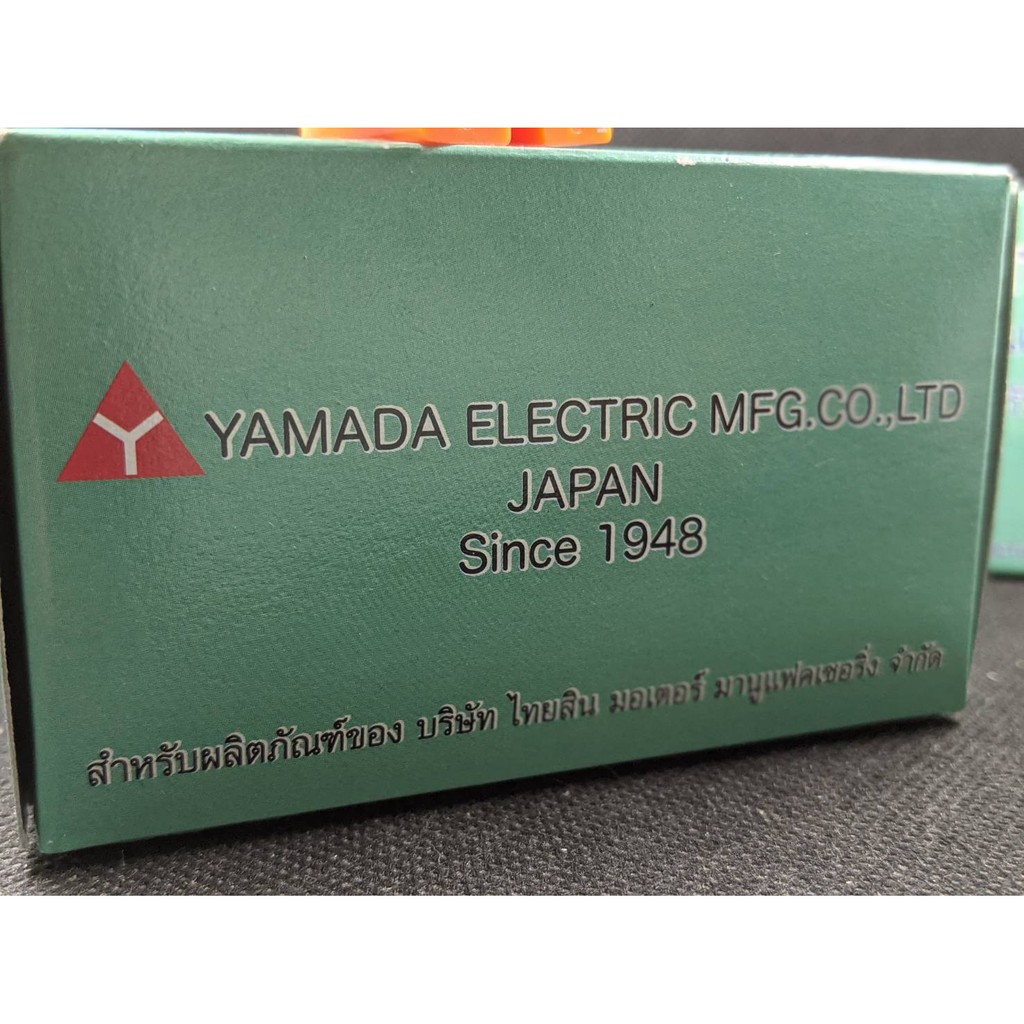 Y YAMADA ELECTRIC MFG.CO.,LTD
JAPAN
Since 1948
สำหรับผลิตภัณฑ์ของ บริษัท ไทยสิน มอเตอร์ มานูแฟคเชอริ่ง จำกัด